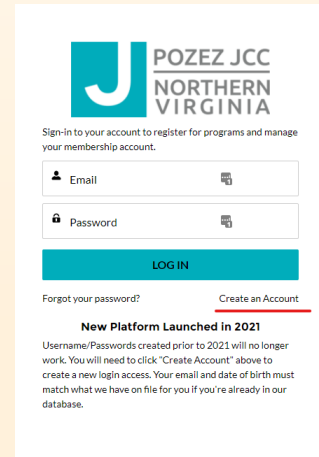 J
POZEZ JCC
NORTHERN
VIRGINIA
Sign-in to your account to register for programs and manage
your membership account.
Email
Password
LOG IN
Forgot your password? Create an Account
New Platform Launched in 2021
Username/Passwords created prior to 2021 will no longer
work. You will need to click "Create Account" above to
create a new login access. Your email and date of birth must
match what we have on file for you if you're already in our
database.